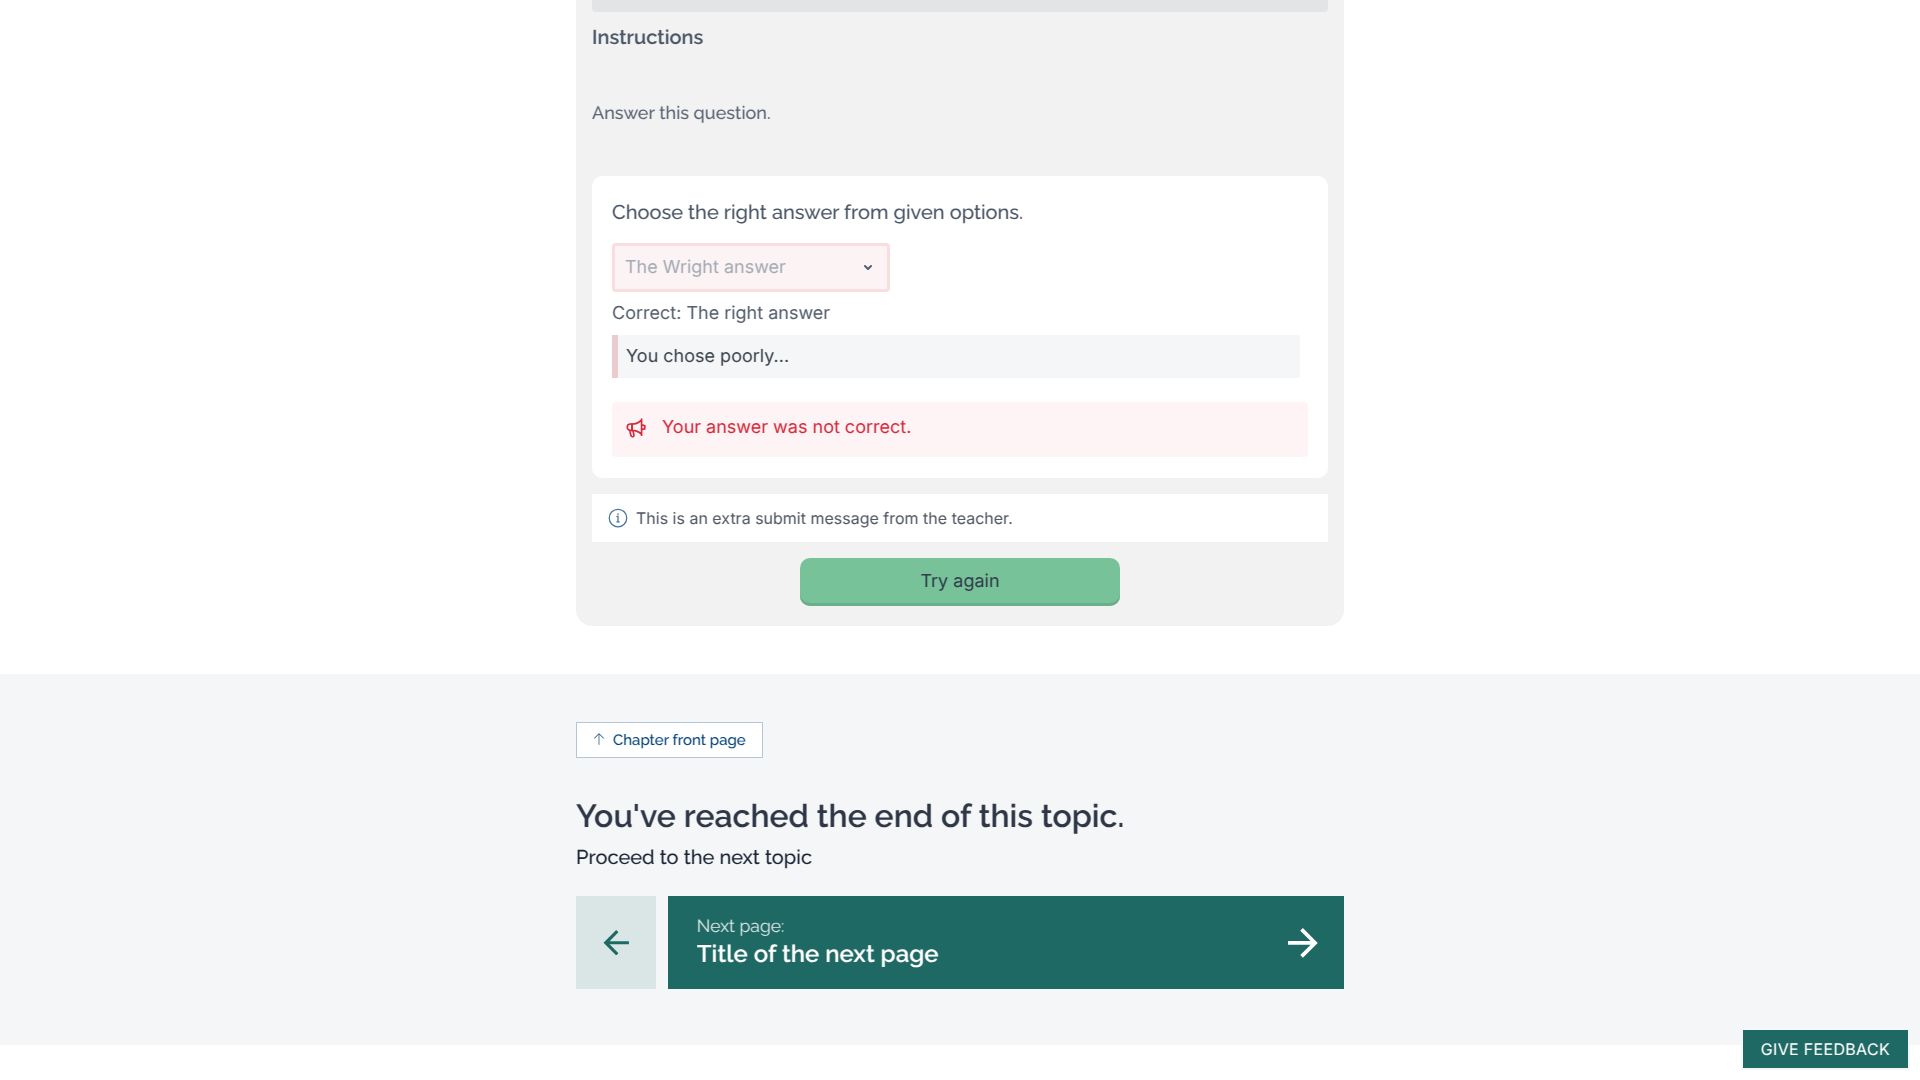 Instructions
Answer this question.
Choose the right answer from given options.
The Wright answer
Correct: The right answer
You chose poorly...
Your answer was not correct.
This is an extra submit message from the teacher.
Try again
Chapter front page
You've reached the end of this topic.
Proceed to the next topic
Next page:
Title of the next page
GIVE FEEDBACK